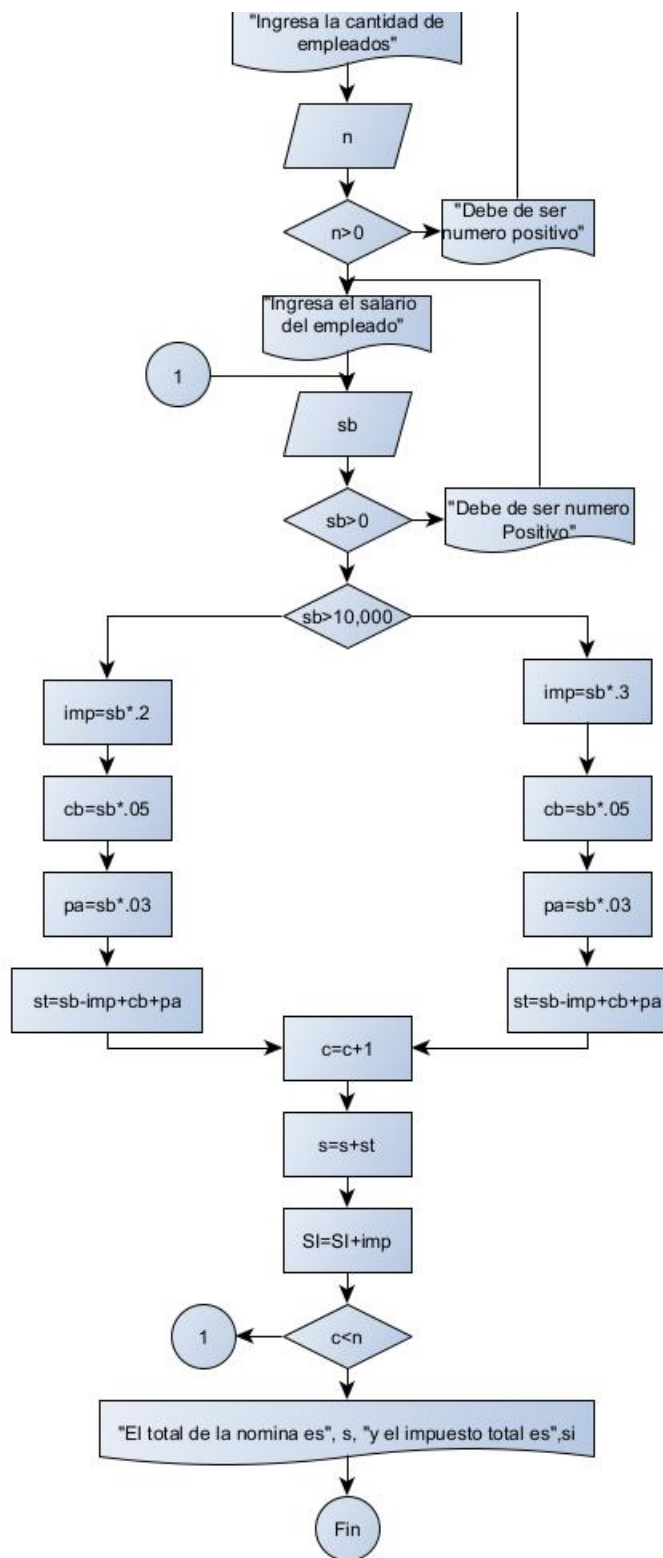 "Ingresa la cantidad de
empleados"
n
n>0
"Debe de ser
numero positivo"
"Ingresa el salario
del empleado"
1
sb
sb>0
"Debe de ser numero
Positivo"
sb>10,000
imp=sb*.2
imp=sb*.3
cb=sb*.05
cb=sb*.05
pa=sb*.03
pa=sb*.03
st=sb-imp+cb+pa
st=sb-imp+cb+pa
c=c+1
s=s+st
SI=SI+imp
1
c<n
"El total de la nomina es", s, "y el impuesto total es",si
Fin